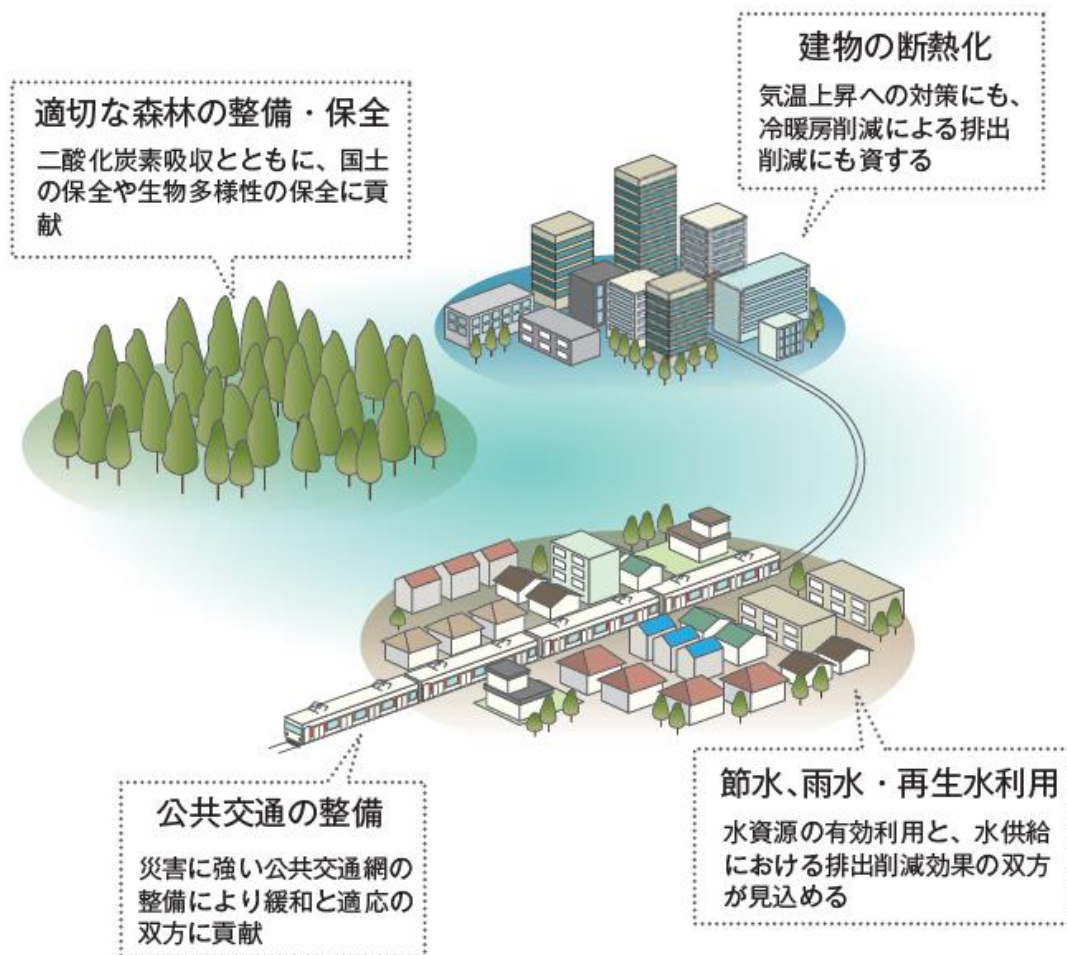 適切な森林の整備・保全
二酸化炭素吸収とともに、国土
の保全や生物多様性の保全に貢
献
建物の断熱化
気温上昇への対策にも、
冷暖房削減による排出
削減にも資する
公共交通の整備
災害に強い公共交通網の
整備により緩和と適応の
双方に貢献
節水、雨水・再生水利用
水資源の有効利用と、水供給
における排出削減効果の双方
が見込める